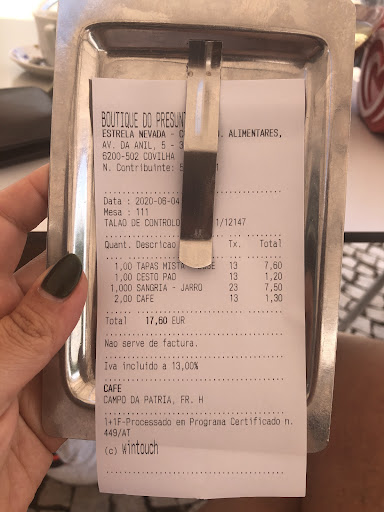 BOUTIQUE DO
ESTRELA NEVADA - ALIMENTARES,
AV. DA ANIL, 5 -
6200-502 COVILHA
N. Contribuinte:
Data : 2020-06-04
Mesa : 111
TALAO DE CONTROLO 1/12147
Quant. Descricao Tx. Total
1,00 TAPAS 13 7,60
1,00 CESTO PAO 13 1,20
1,000 SANGRIA - JARRO 23 7,50
2,00 CAFE 13 1,30
Total 17,60 EUR
Nao serve de factura.
Iva incluido a 13,00%
CAFE
CAMPO DA PATRIA, FR. H
1+1F-Processado em Programa Certificado n.
449/AT
(c) wintouch